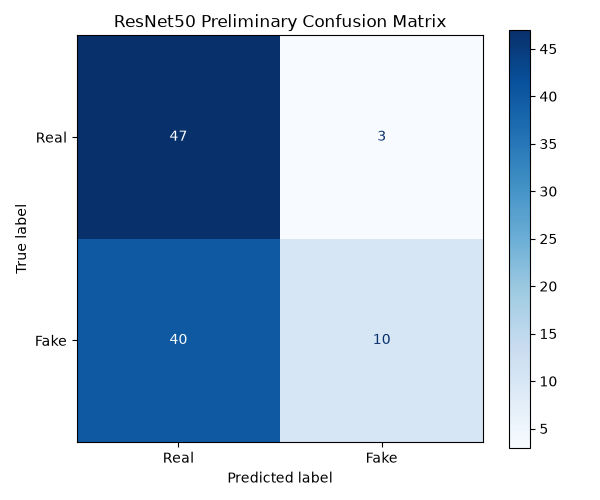 ResNet50 Preliminary Confusion Matrix
True label
Real
47
3
Fake
40
10
Real
Fake
Predicted label
45
40
35
30
25
20
15
10
5